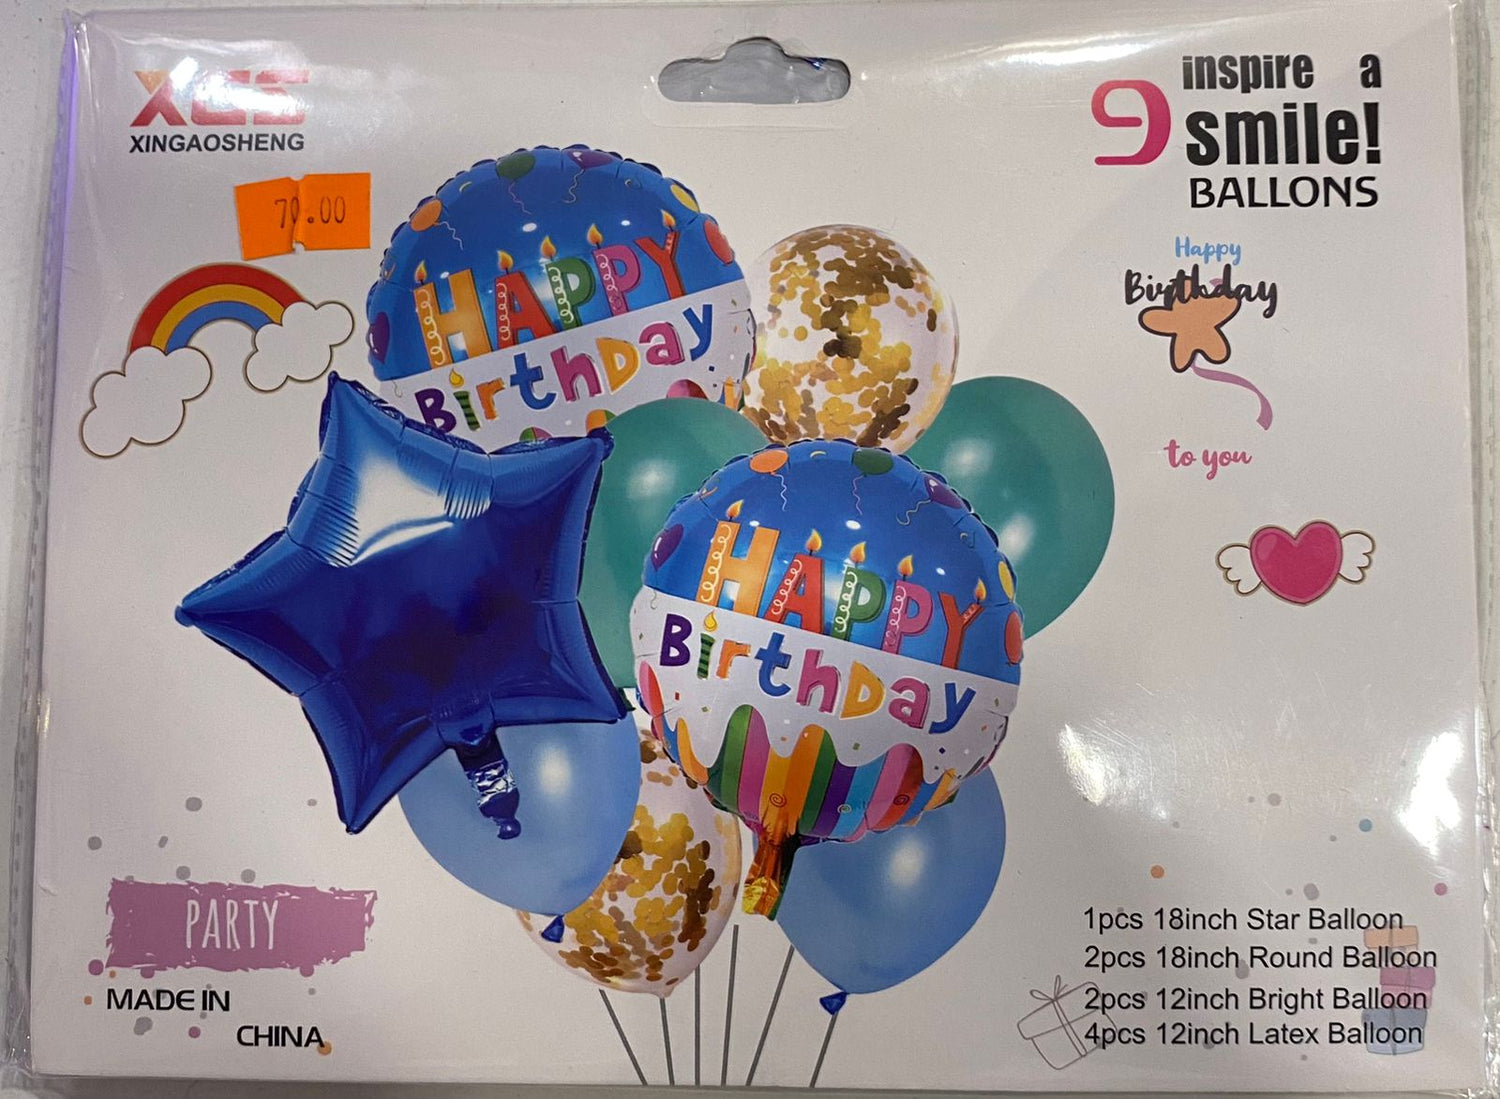 XCS
XINGAOSHENG
70.00
9
inspire a
smile!
BALLONS
Happy
Birthday
to you
HAPPY
Birthday
HAPPY
Birthday
PARTY
MADE IN
CHINA
1pcs 18inch Star Balloon
2pcs 18inch Round Balloon
2pcs 12inch Bright Balloon
4pcs 12inch Latex Balloon